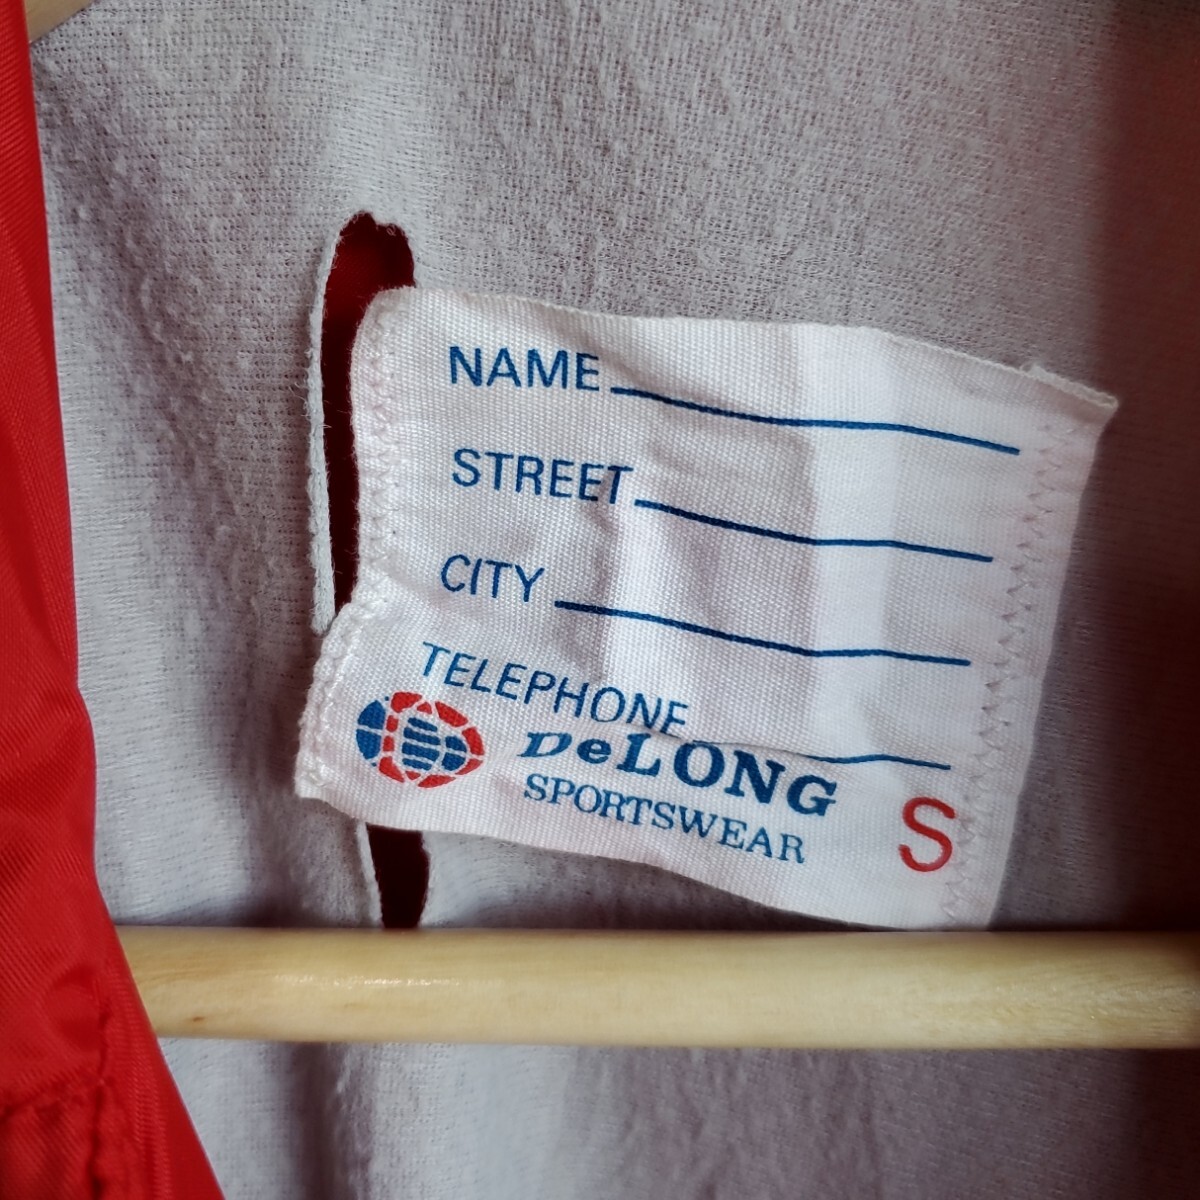 NAME
STREET
CITY
TELEPHONE
DeLONG
SPORTSWEAR
S